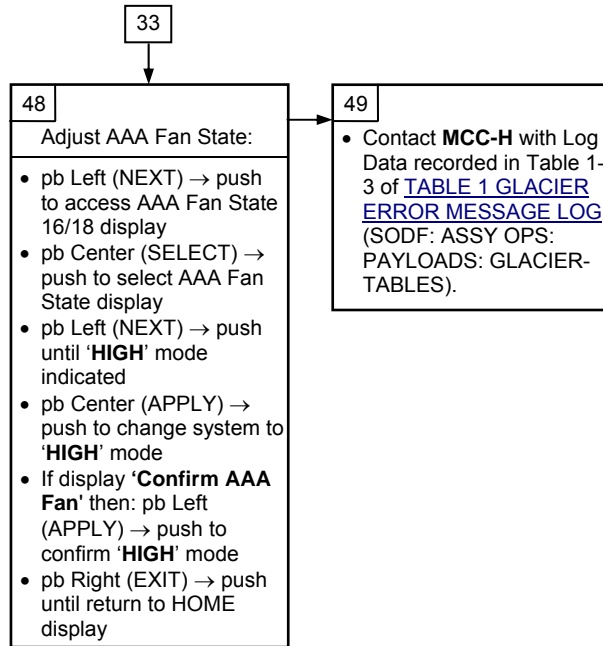 33
48
Adjust AAA Fan State:
• pb Left (NEXT) → push
to access AAA Fan State
16/18 display
• pb Center (SELECT) →
push to select AAA Fan
State display
• pb Left (NEXT) → push
until ‘HIGH’ mode
indicated
• pb Center (APPLY) →
push to change system to
‘HIGH’ mode
• If display ‘Confirm AAA
Fan' then: pb Left
(APPLY) → push to
confirm ‘HIGH’ mode
• pb Right (EXIT) → push
until return to HOME
display
49
• Contact MCC-H with Log
Data recorded in Table 1-
3 of TABLE 1 GLACIER
ERROR MESSAGE LOG
(SODF: ASSY OPS:
PAYLOADS: GLACIER-
TABLES).